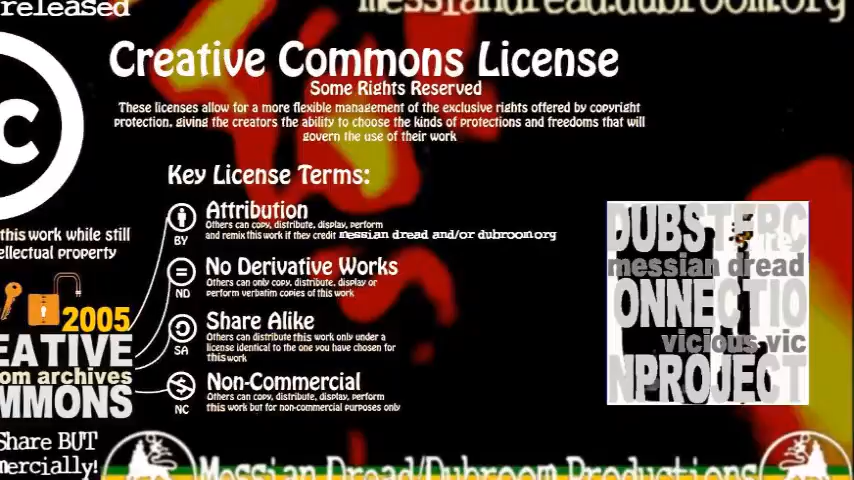 released
messiandread.dubroom.org
Creative Commons License
Some Rights Reserved
These licenses allow for a more flexible management of the exclusive rights offered by copyright
protection, giving the creators the ability to choose the kinds of protections and freedoms that will
govern the use of their work
Key License Terms:
Attribution
Others can copy, distribute, display, perform
and remix this work if they credit messian dread and/or dubroom.org
BY
No Derivative Works
Others can only copy, distribute, display or
perform verbatim copies of this work
ND
Share Alike
Others can distribute this work only under a
license identical to the one you have chosen for
this work
SA
Non-Commercial
Others can copy, distribute, display, perform
this work but for non-commercial purposes only
NC
C
this work while still
ellectual property
2005
EATIVE
om archives
MMONS
Share BUT
mercially!
DUBSTERC
messian dread
ONNECTIO
vicious vic
NPROJECT
Messian Dread/Dubroom Productions